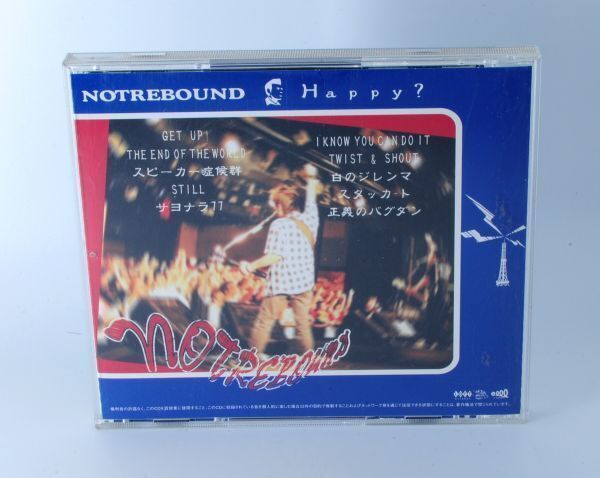 NOTREBOUND Happy?
GET UP!
THE END OF THE WORLD
スピーカー症候群
STILL
サヨナラ77
I KNOW YOU CAN DO IT
TWIST & SHOUT
白のジレンマ
スタッカート
正義のバグダン
NOTREBOUND